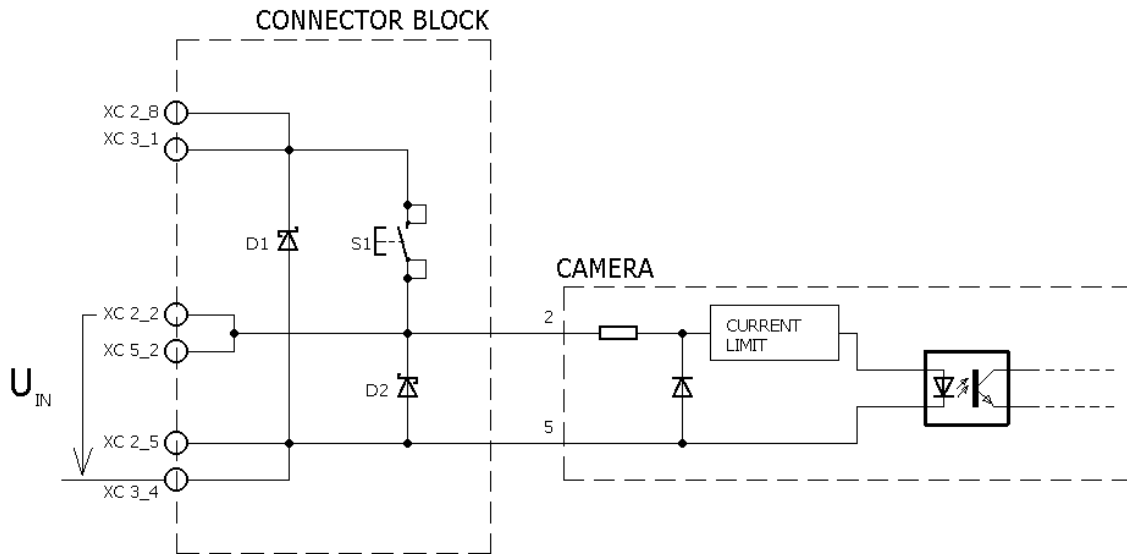 CONNECTOR BLOCK
XC 2_8
XC 3_1
D1
S1
CAMERA
XC 2_2
2
CURRENT
LIMIT
XC 5_2
U IN
D2
5
XC 2_5
XC 3_4